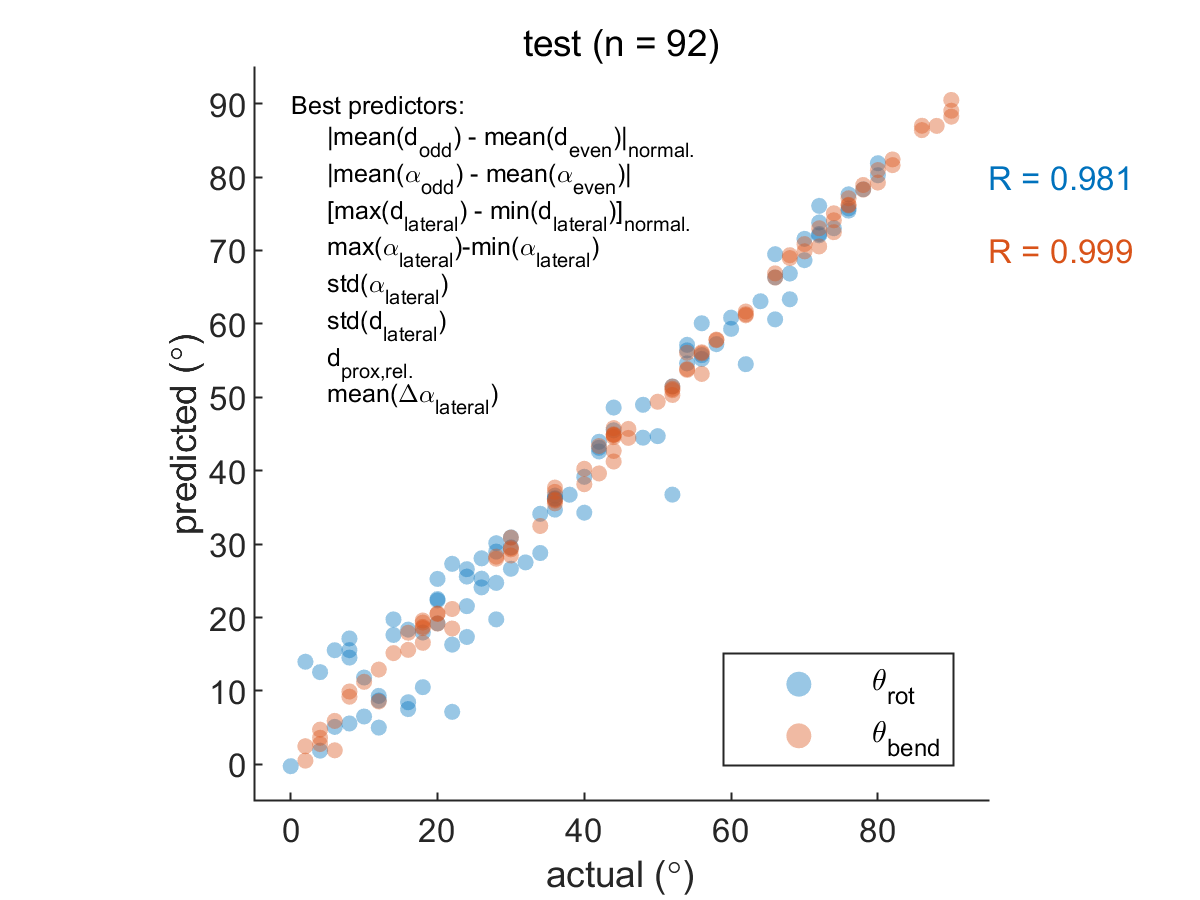 test (n = 92)
Best predictors:
|mean(d_odd) - mean(d_even)|_normal.
|mean(α_odd) - mean(α_even)|
[max(d_lateral) - min(d_lateral)]_normal.
max(α_lateral)-min(α_lateral)
std(α_lateral)
std(d_lateral)
d_prox,rel.
mean(Δα_lateral)
R = 0.981
R = 0.999
predicted (°)
90
80
70
60
50
40
30
20
10
0
θ_rot
θ_bend
0 20 40 60 80
actual (°)